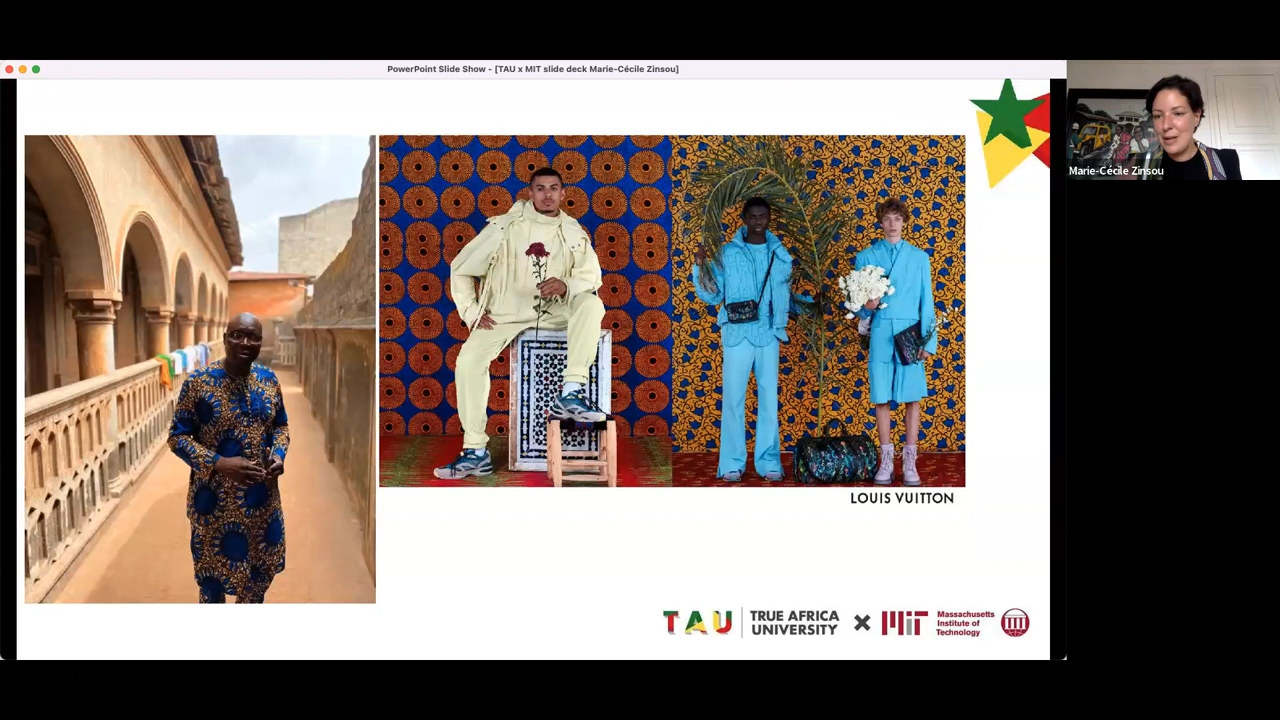 PowerPoint Slide Show - [TAU x MIT slide deck Marie-Cécile Zinsou]
Marie-Cécile Zinsou
LOUIS VUITTON
TAU
TRUE AFRICA
UNIVERSITY
MIT
Massachusetts
Institute of
Technology